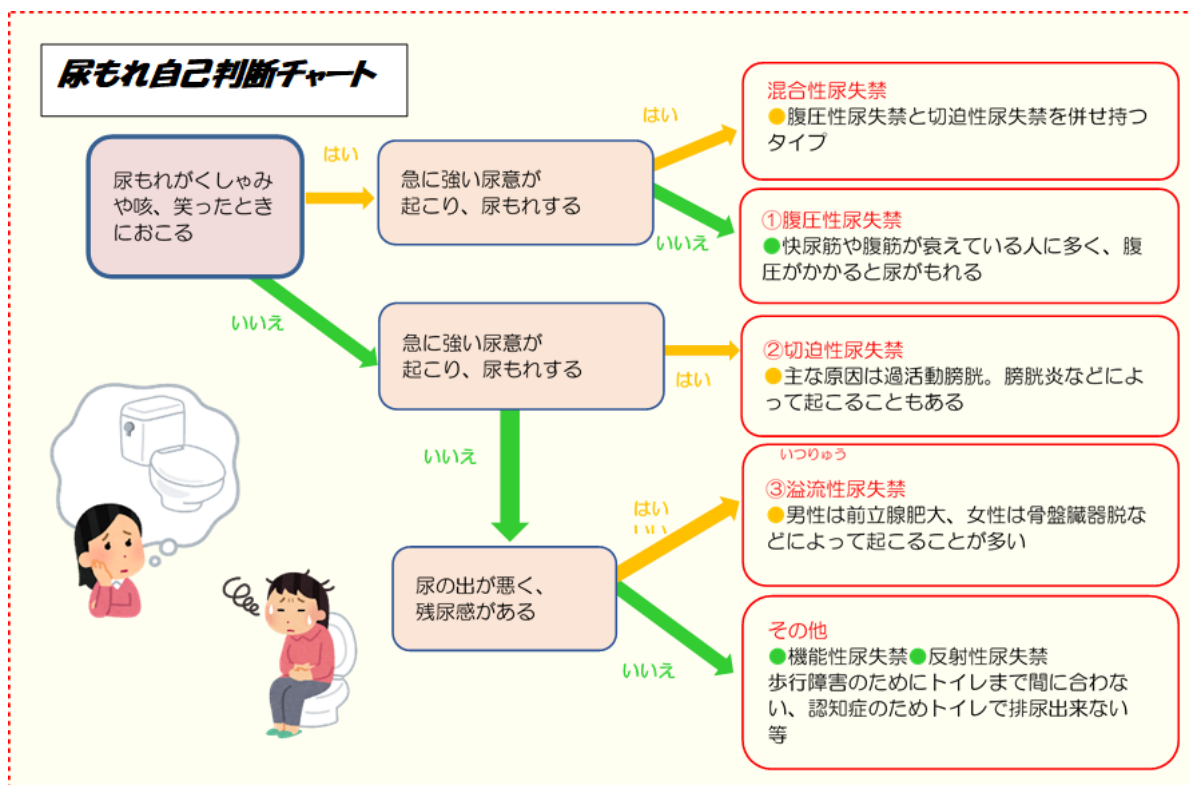 尿もれ自己判断チャート
尿もれがくしゃみ
や咳、笑ったとき
におこる
はい
いいえ
急に強い尿意が
起こり、尿もれする
はい
いいえ
混合性尿失禁
●腹圧性尿失禁と切迫性尿失禁を併せ持つ
タイプ
①腹圧性尿失禁
●快尿筋や腹筋が衰えている人に多く、腹
圧がかかると尿がもれる
急に強い尿意が
起こり、尿もれする
はい
いいえ
②切迫性尿失禁
●主な原因は過活動膀胱。膀胱炎などによ
って起こることもある
尿の出が悪く、
残尿感がある
はい
いいえ
いつりゅう
③溢流性尿失禁
●男性は前立腺肥大、女性は骨盤臓器脱な
どによって起こることが多い
その他
●機能性尿失禁●反射性尿失禁
歩行障害のためにトイレまで間に合わな
い、認知症のためトイレで排尿出来ない
等